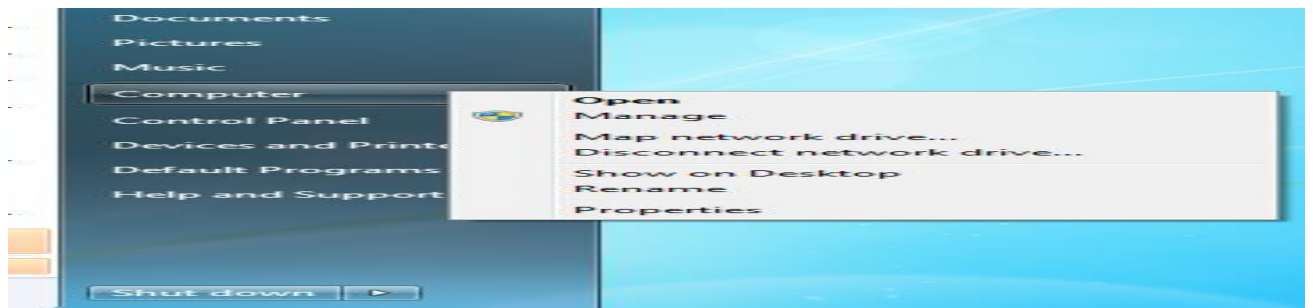 Documents
Pictures
Music
Computer
Control Panel
Devices and Printe
Default Programs
Help and Support
Shut down
Open
Manage
Map network drive...
Disconnect network drive...
Show on Desktop
Rename
Properties